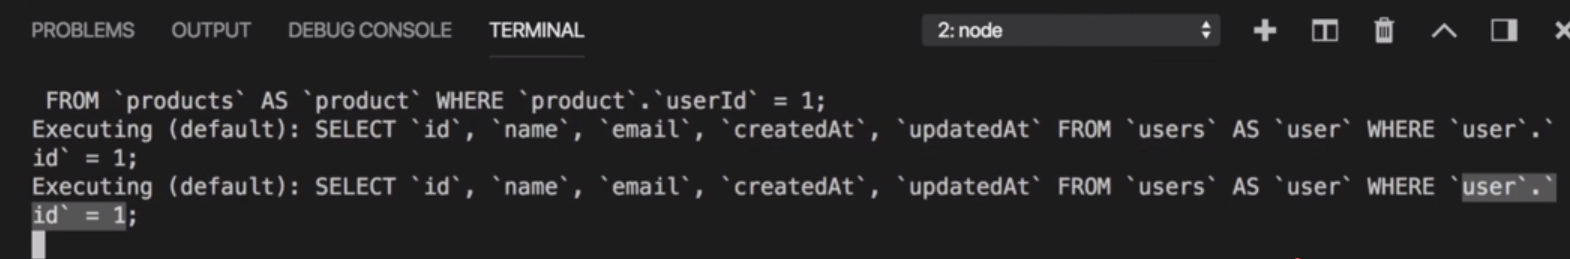 PROBLEMS OUTPUT DEBUG CONSOLE TERMINAL 2: node
FROM `products` AS `product` WHERE `product`.`userId` = 1;
Executing (default): SELECT `id`, `name`, `email`, `createdAt`, `updatedAt` FROM `users` AS `user` WHERE `user`.`
id` = 1;
Executing (default): SELECT `id`, `name`, `email`, `createdAt`, `updatedAt` FROM `users` AS `user` WHERE `user`.`
id` = 1;